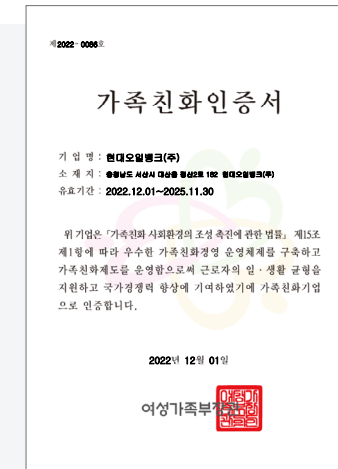 제2022-0086호
가족친화인증서
기 업 명 : 현대오일뱅크(주)
소 재 지 : 충청남도 서산시 대산읍 평신2로 182 현대오일뱅크(주)
유효기간 : 2022.12.01~2025.11.30
위 기업은 「가족친화 사회환경의 조성 촉진에 관한 법률」 제15조
제1항에 따라 우수한 가족친화경영 운영체제를 구축하고
가족친화제도를 운영함으로써 근로자의 일 · 생활 균형을
지원하고 국가경쟁력 향상에 기여하였기에 가족친화기업
으로 인증합니다.
2022년 12월 01일
여성가족부장관